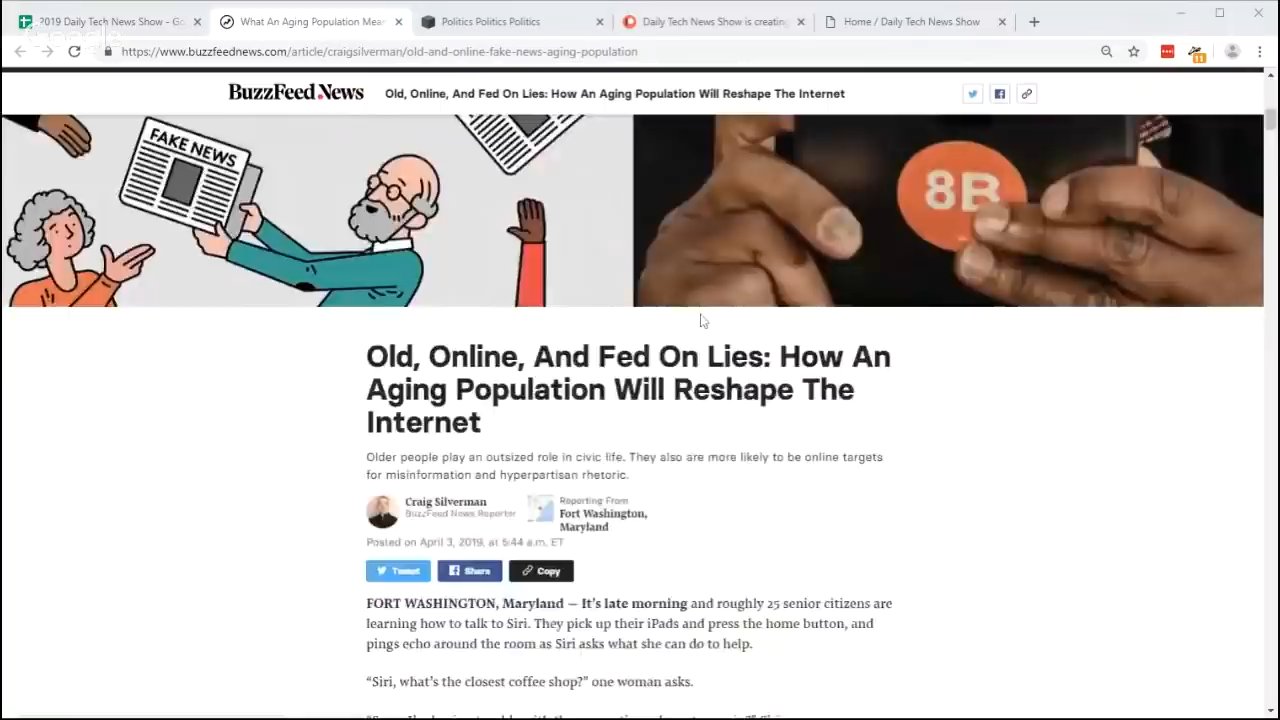 2019 Daily Tech News Show - Go
What An Aging Population Mea
Politics Politics Politics
Daily Tech News Show is creating
Home / Daily Tech News Show
https://www.buzzfeednews.com/article/craigsilverman/old-and-online-fake-news-aging-population
11
BuzzFeed News
Old, Online, And Fed On Lies: How An Aging Population Will Reshape The Internet
FAKE NEWS
8B
Old, Online, And Fed On Lies: How An
Aging Population Will Reshape The
Internet
Older people play an outsized role in civic life. They also are more likely to be online targets
for misinformation and hyperpartisan rhetoric.
Craig Silverman
BuzzFeed News Reporter
Reporting From
Fort Washington,
Maryland
Posted on April 3, 2019, at 5:44 a.m. ET
Tweet
Share
Copy
FORT WASHINGTON, Maryland — It’s late morning and roughly 25 senior citizens are
learning how to talk to Siri. They pick up their iPads and press the home button, and
pings echo around the room as Siri asks what she can do to help.
“Siri, what’s the closest coffee shop?” one woman asks.